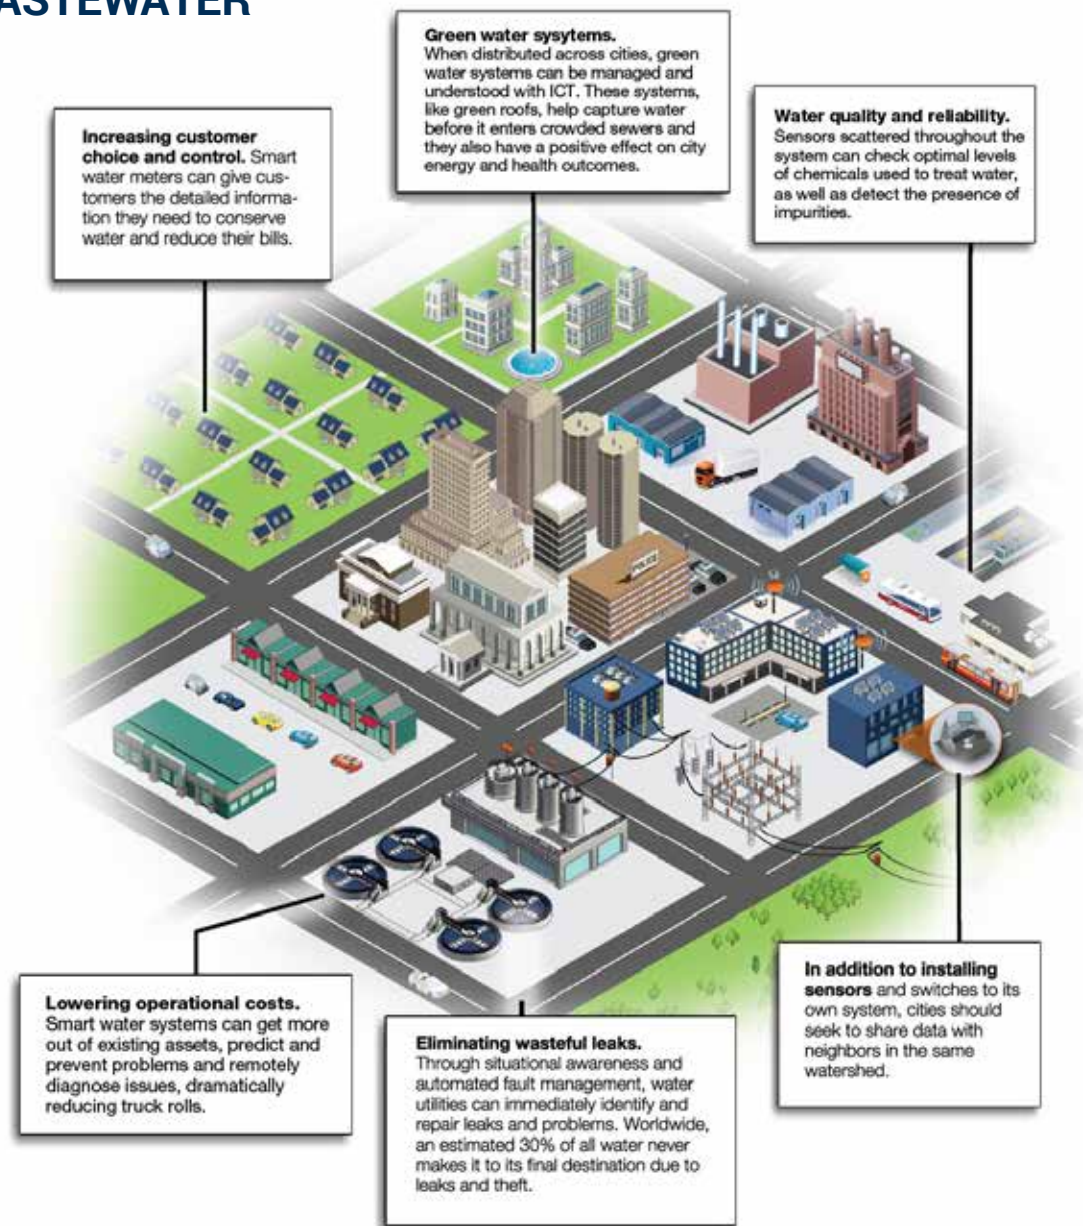 ASTEWATER
Green water sysytems.
When distributed across cities, green
water systems can be managed and
understood with ICT. These systems,
like green roofs, help capture water
before it enters crowded sewers and
they also have a positive effect on city
energy and health outcomes.
Increasing customer
choice and control. Smart
water meters can give cus-
tomers the detailed informa-
tion they need to conserve
water and reduce their bills.
Water quality and reliability.
Sensors scattered throughout the
system can check optimal levels
of chemicals used to treat water,
as well as detect the presence of
impurities.
POLICE
Lowering operational costs.
Smart water systems can get more
out of existing assets, predict and
prevent problems and remotely
diagnose issues, dramatically
reducing truck rolls.
Eliminating wasteful leaks.
Through situational awareness and
automated fault management, water
utilities can immediately identify and
repair leaks and problems. Worldwide,
an estimated 30% of all water never
makes it to its final destination due to
leaks and theft.
In addition to installing
sensors and switches to its
own system, cities should
seek to share data with
neighbors in the same
watershed.